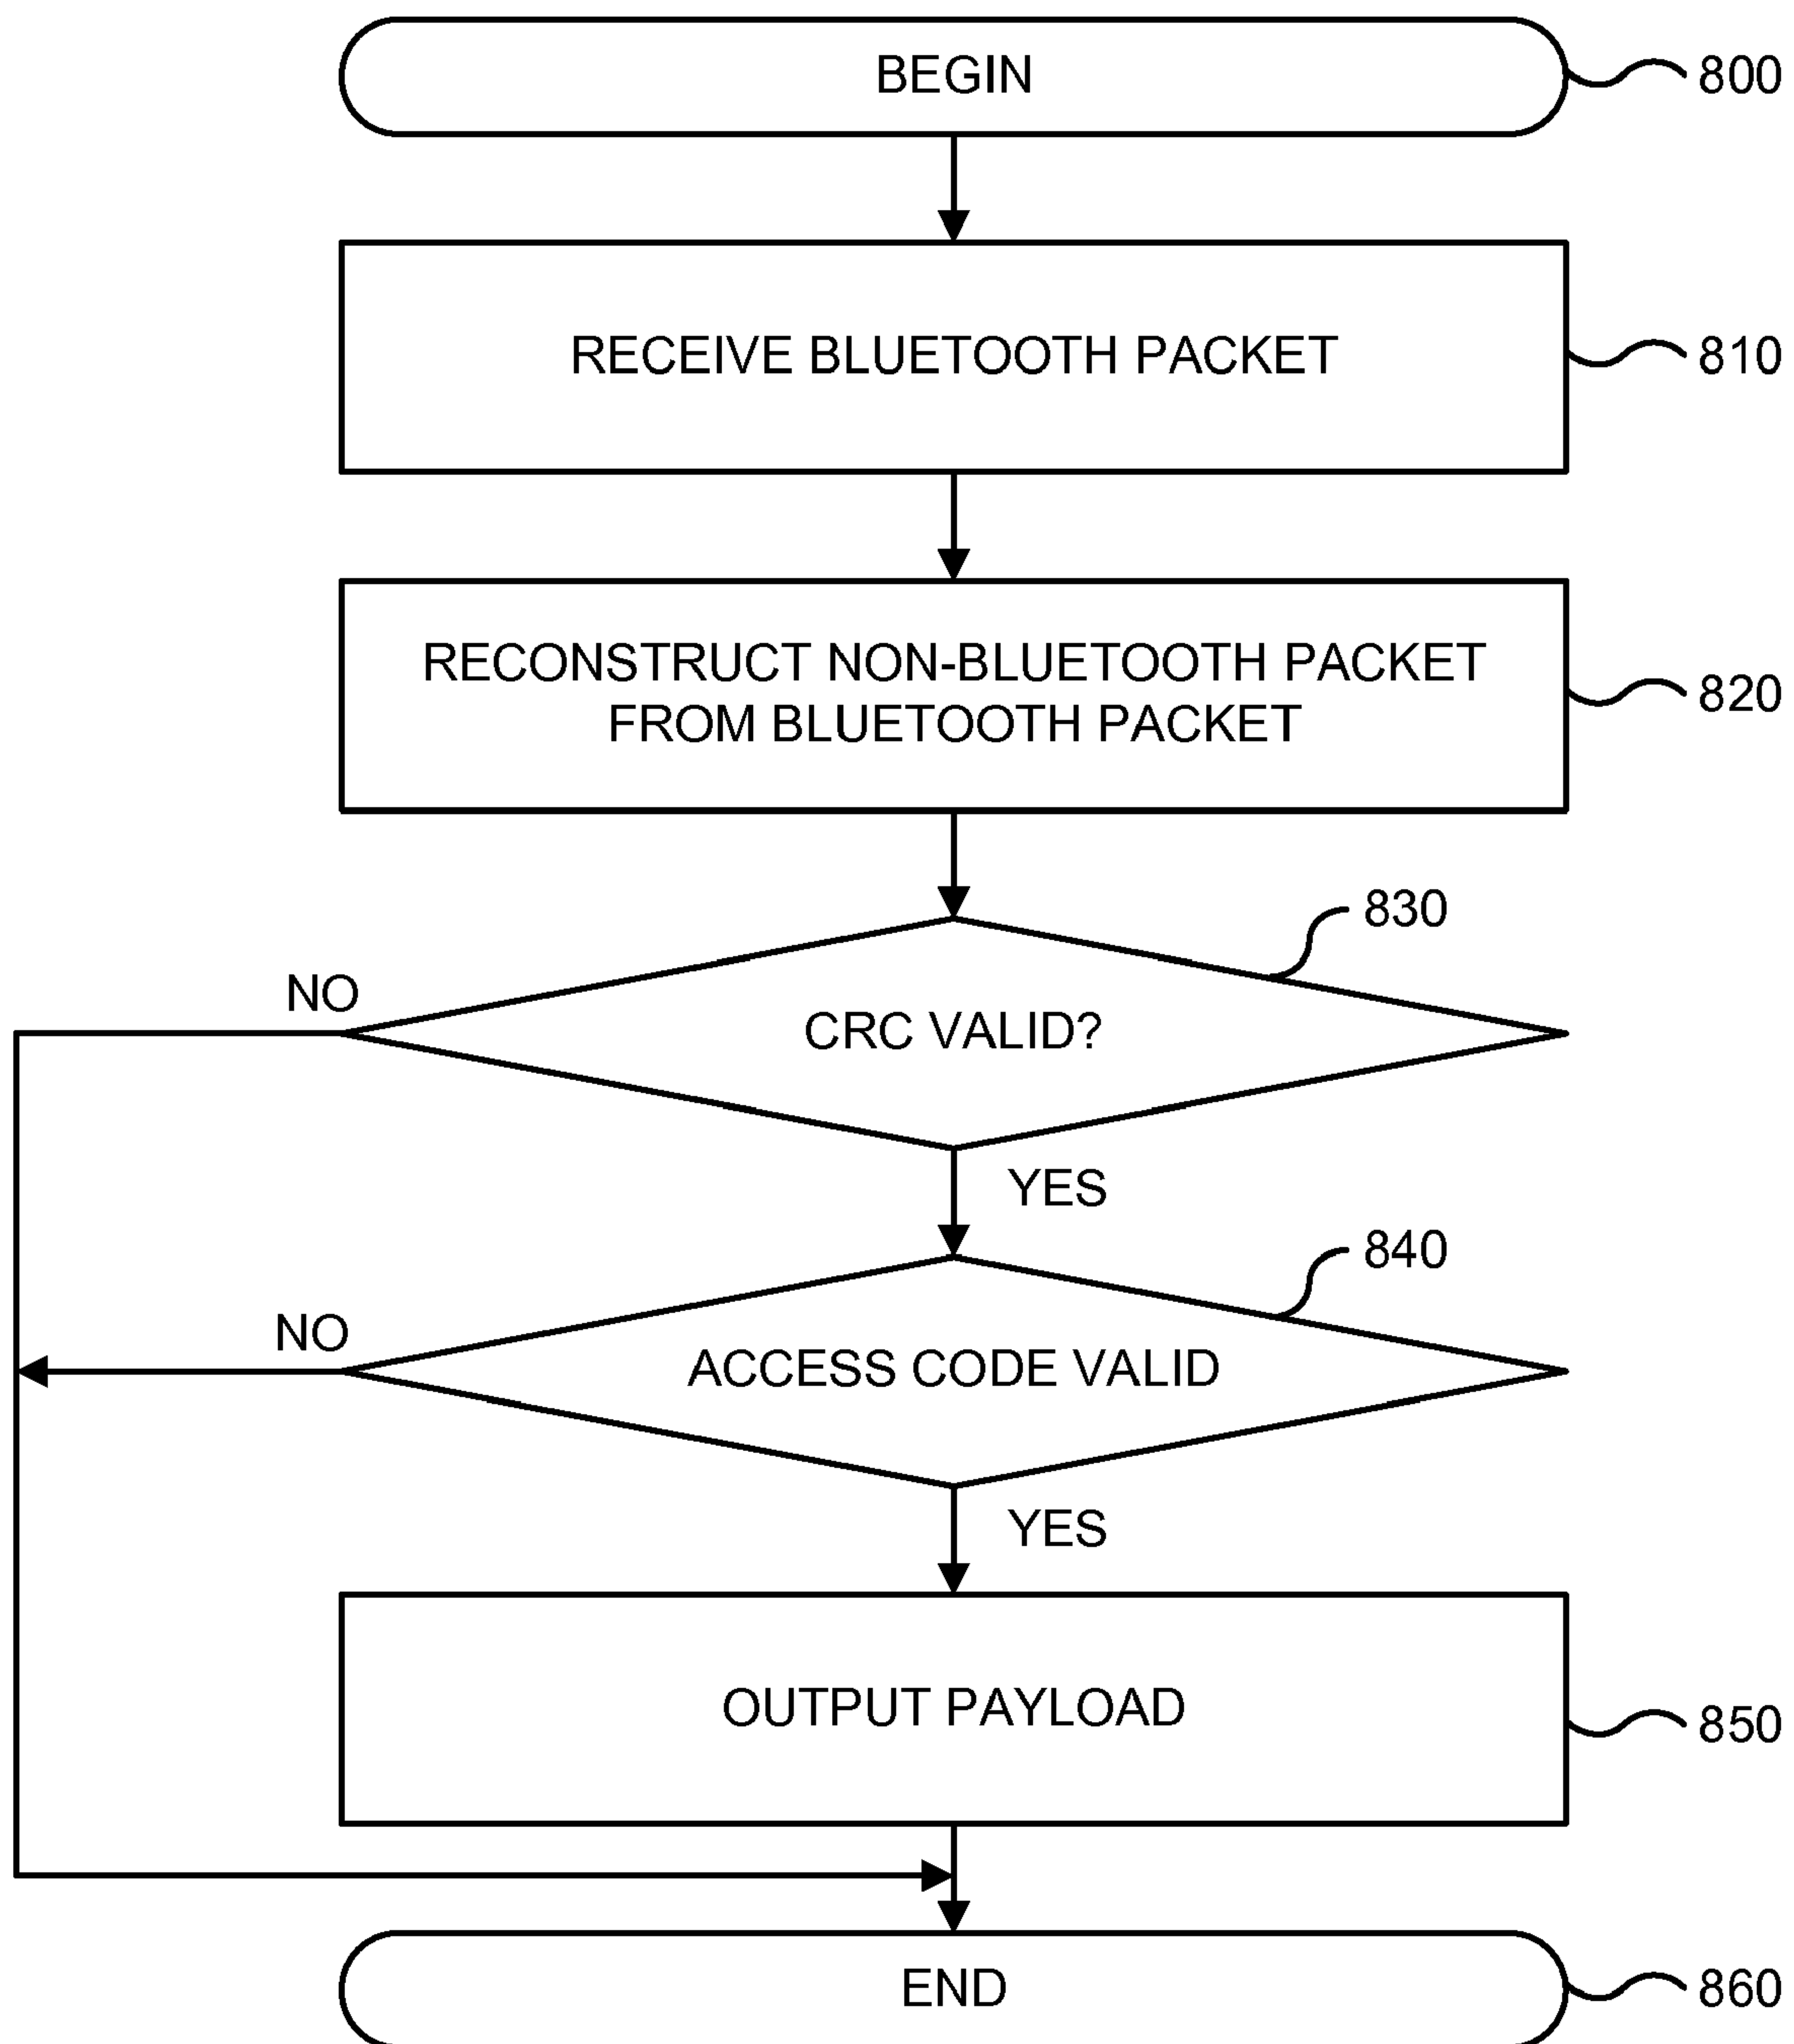 BEGIN
800
RECEIVE BLUETOOTH PACKET
810
RECONSTRUCT NON-BLUETOOTH PACKET
FROM BLUETOOTH PACKET
820
830
NO
CRC VALID?
YES
840
NO
ACCESS CODE VALID
YES
OUTPUT PAYLOAD
850
END
860